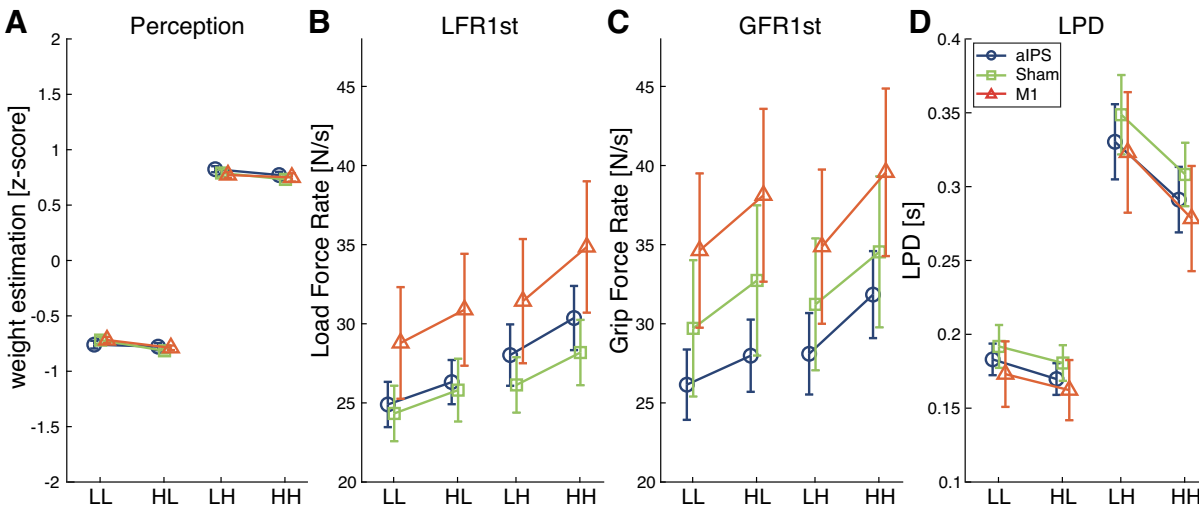 A
Perception
weight estimation [z-score]
2
1.5
1
0.5
0
-0.5
-1
-1.5
-2
LL HL LH HH
B
LFR1st
Load Force Rate [N/s]
45
40
35
30
25
20
LL HL LH HH
C
GFR1st
Grip Force Rate [N/s]
45
40
35
30
25
20
LL HL LH HH
D
LPD
LPD [s]
0.4
0.35
0.3
0.25
0.2
0.15
0.1
LL HL LH HH
aIPS
Sham
M1